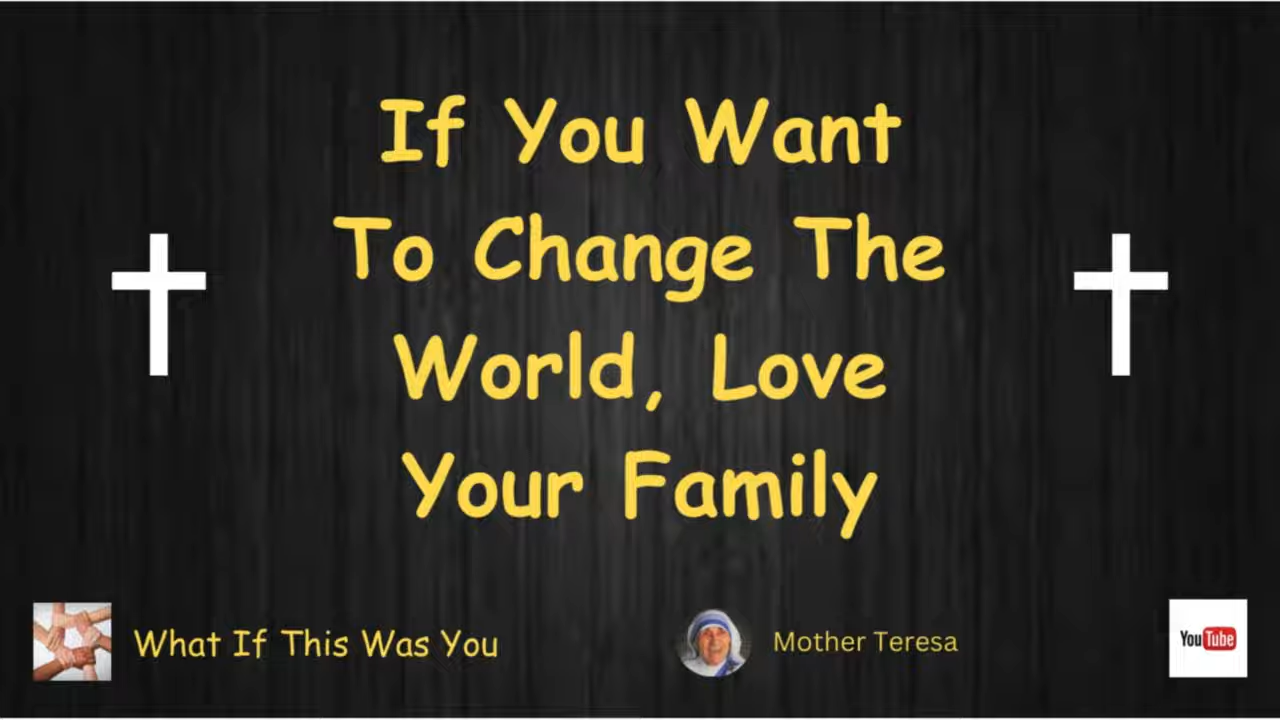 If You Want
To Change The
World, Love
Your Family
What If This Was You
Mother Teresa
YouTube